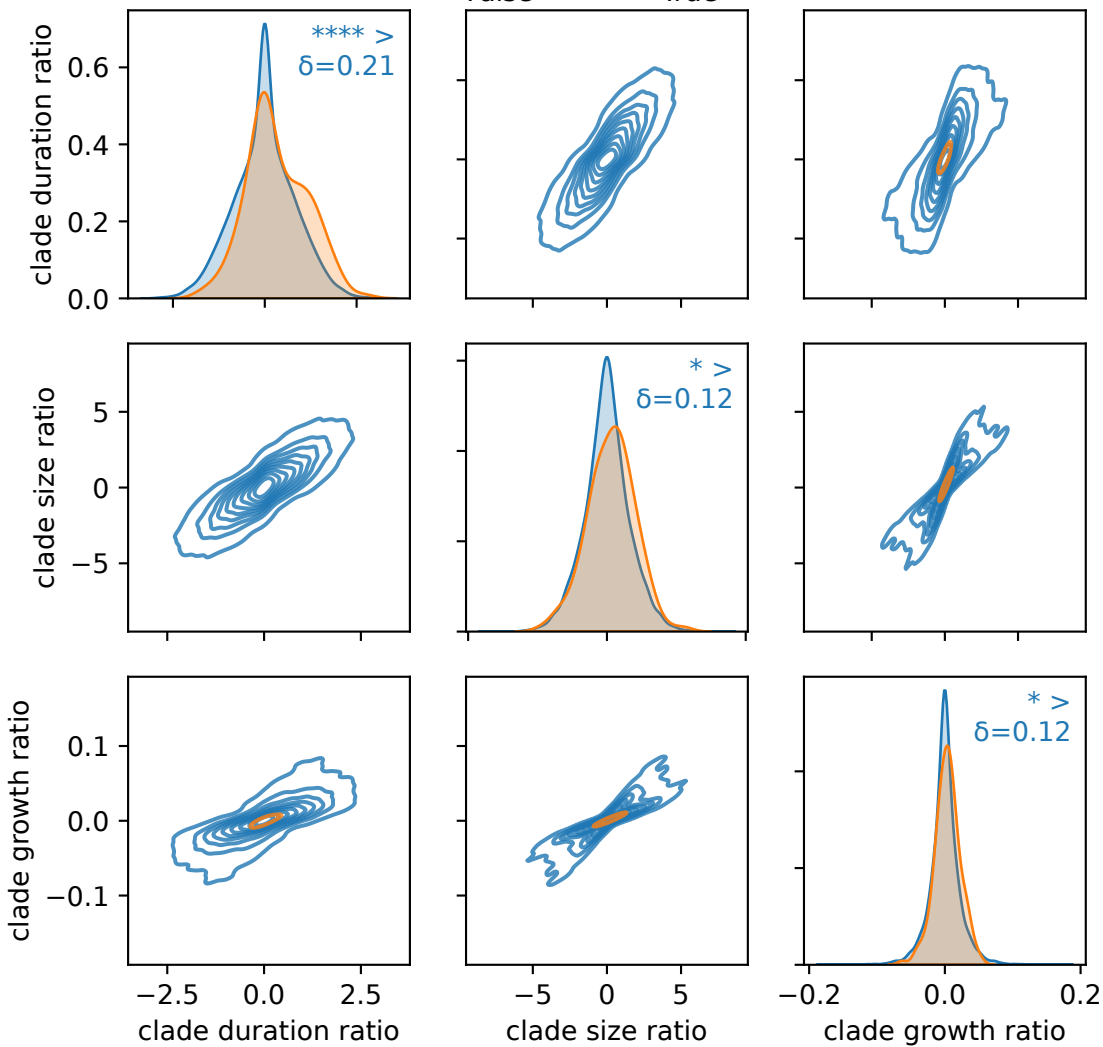 **** >
δ=0.21
clade duration ratio
0.6
0.4
0.2
0.0
* >
δ=0.12
clade size ratio
5
0
−5
* >
δ=0.12
clade growth ratio
0.1
0.0
−0.1
−2.5 0.0 2.5
−5 0 5
−0.2 0.0 0.2
clade duration ratio
clade size ratio
clade growth ratio